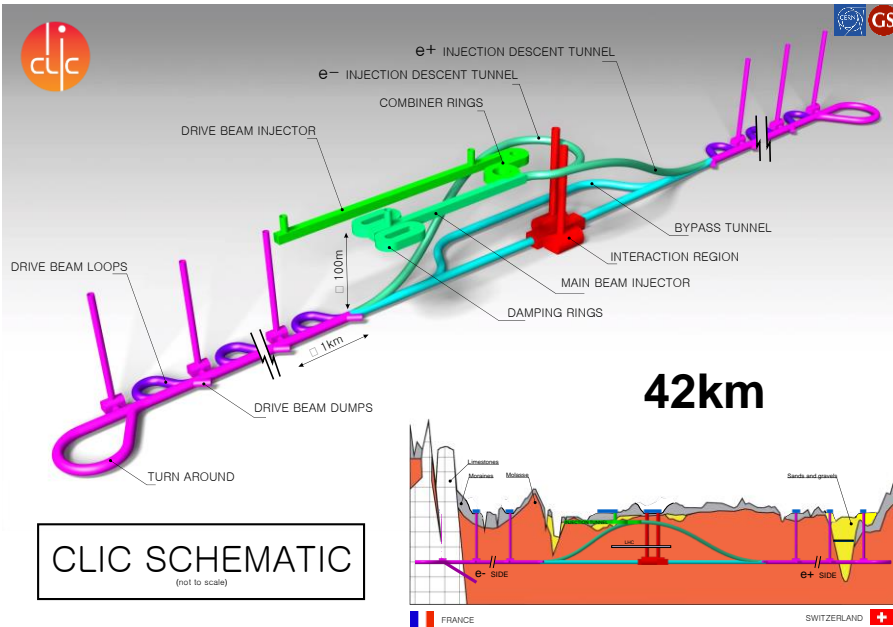 CLIC
CERN
GS
e+ INJECTION DESCENT TUNNEL
e− INJECTION DESCENT TUNNEL
COMBINER RINGS
DRIVE BEAM INJECTOR
BYPASS TUNNEL
INTERACTION REGION
DRIVE BEAM LOOPS
□ 100m
MAIN BEAM INJECTOR
DAMPING RINGS
□ 1km
42km
DRIVE BEAM DUMPS
TURN AROUND
Limestones
Moraines
Molasse
Sands and gravels
LHC
e- SIDE
e+ SIDE
CLIC SCHEMATIC
(not to scale)
FRANCE
SWITZERLAND